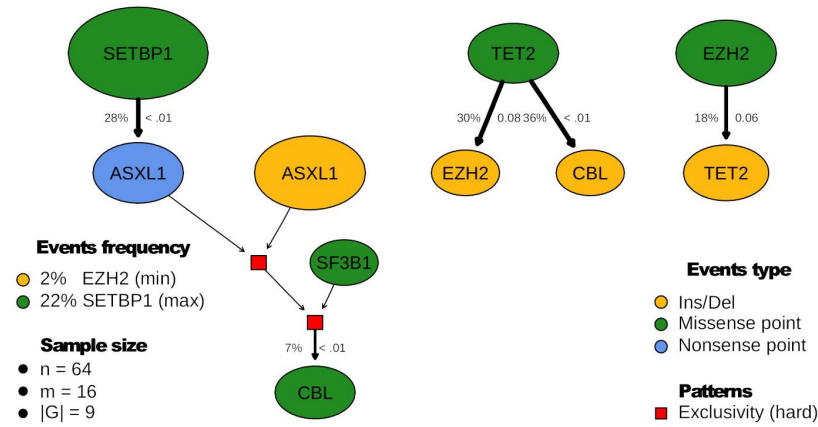 SETBP1
TET2
EZH2
28% < .01
30% 0.08 36% < .01
18% 0.06
ASXL1
ASXL1
EZH2
CBL
TET2
Events frequency
2% EZH2 (min)
22% SETBP1 (max)
SF3B1
Sample size
n = 64
m = 16
|G| = 9
7% < .01
CBL
Events type
Ins/Del
Missense point
Nonsense point
Patterns
Exclusivity (hard)